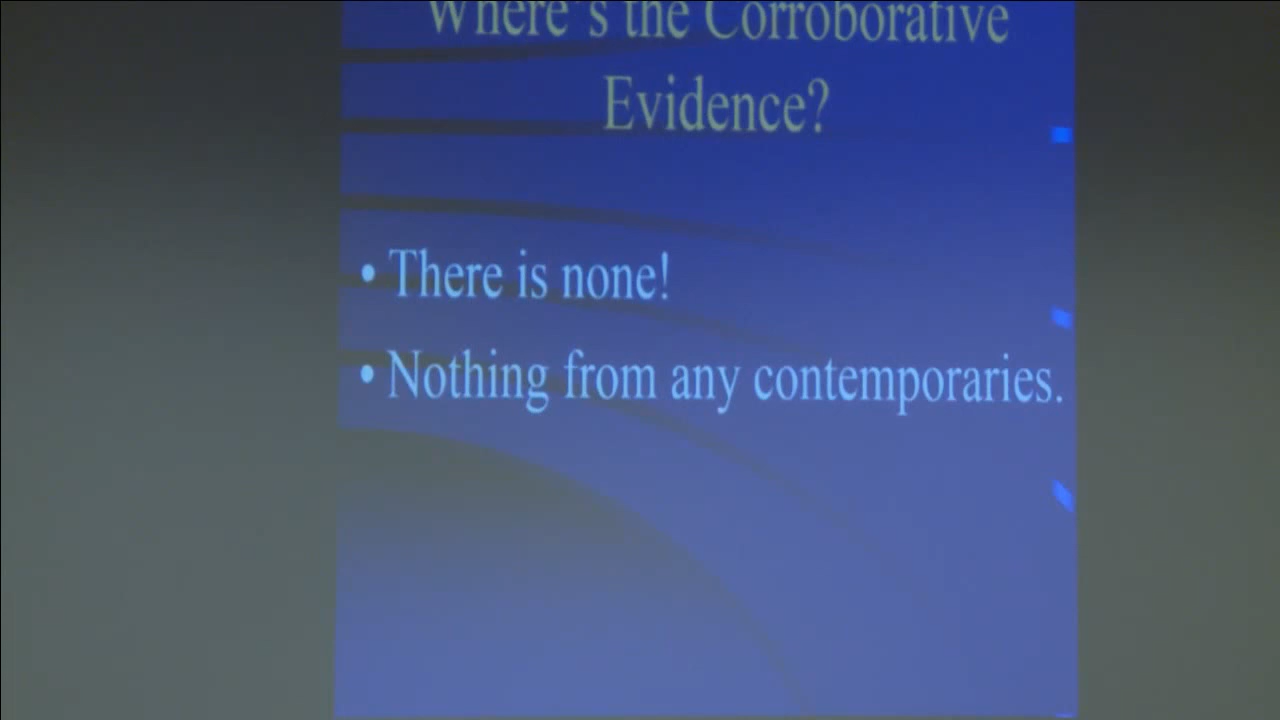 Where's the Corroborative
Evidence?
• There is none!
• Nothing from any contemporaries.